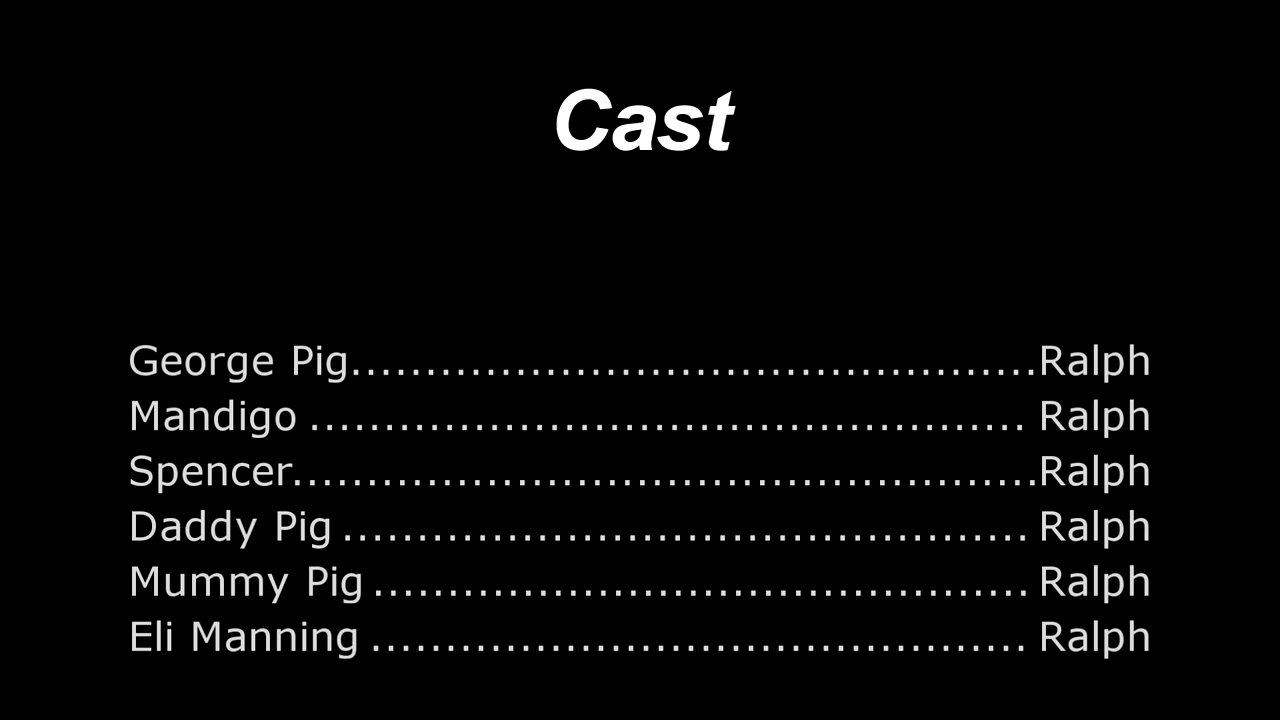 Cast
George Pig..............................................Ralph
Mandigo ................................................ Ralph
Spencer..................................................Ralph
Daddy Pig .............................................. Ralph
Mummy Pig ............................................ Ralph
Eli Manning ............................................ Ralph